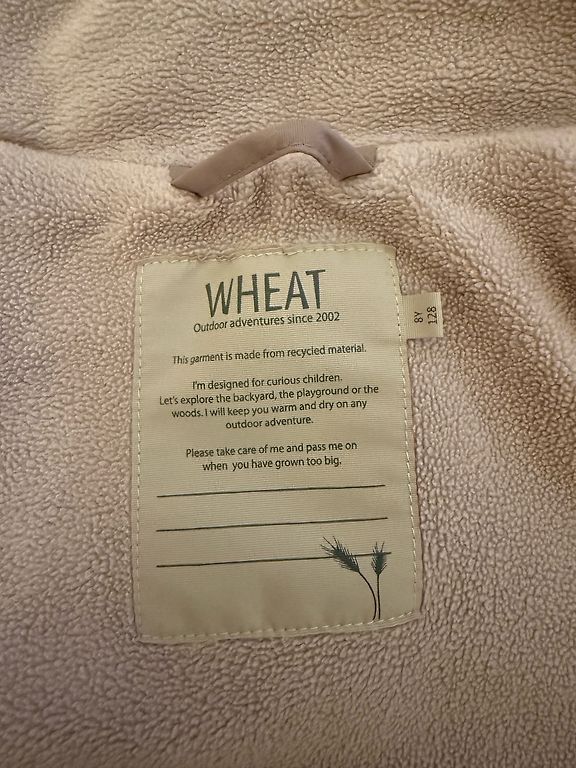 WHEAT
Outdoor adventures since 2002
This garment is made from recycled material.
I'm designed for curious children.
Let's explore the backyard, the playground or the
woods. I will keep you warm and dry on any
outdoor adventure.
Please take care of me and pass me on
when you have grown too big.
8Y
128